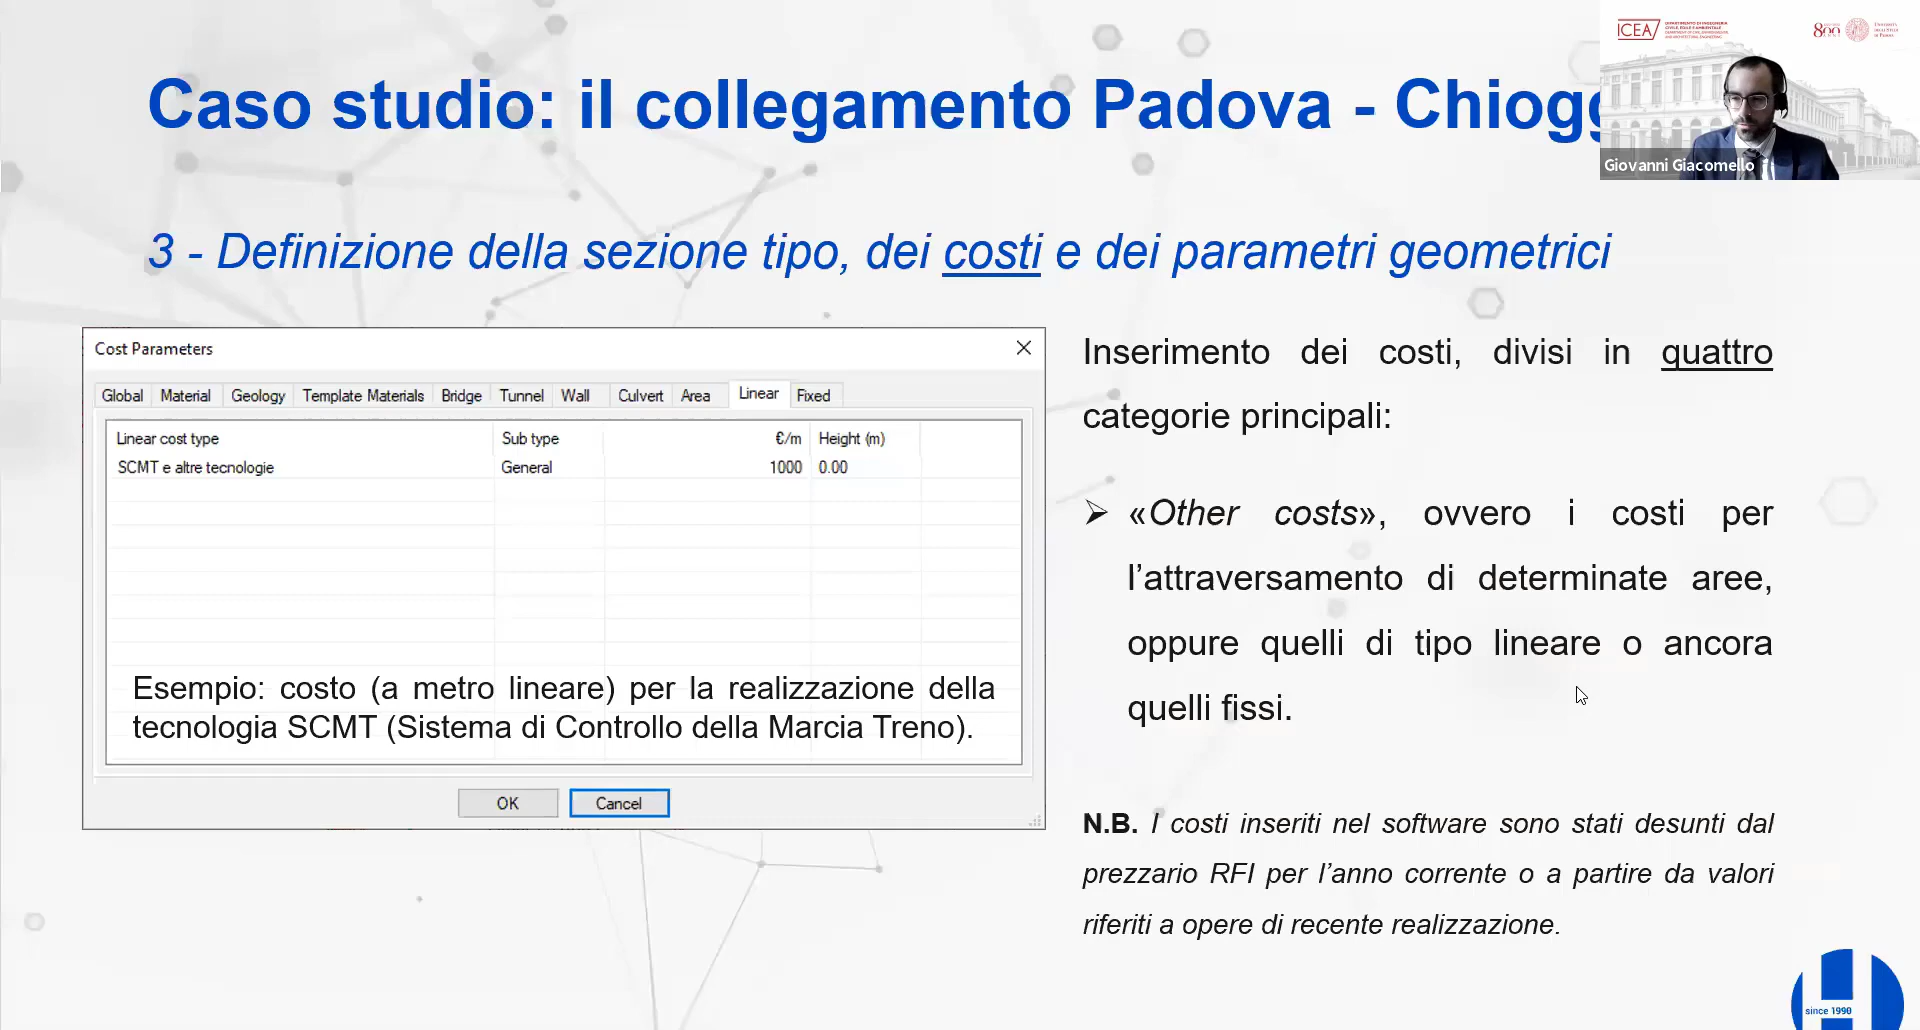 Caso studio: il collegamento Padova - Chiogg
ICEA
800
Giovanni Giacomello
3 - Definizione della sezione tipo, dei costi e dei parametri geometrici
Cost Parameters
Global Material Geology Template Materials Bridge Tunnel Wall Culvert Area Linear Fixed
Linear cost type Sub type €/m Height (m)
SCMT e altre tecnologie General 1000 0.00
Esempio: costo (a metro lineare) per la realizzazione della
tecnologia SCMT (Sistema di Controllo della Marcia Treno).
OK Cancel
Inserimento dei costi, divisi in quattro
categorie principali:
➢ «Other costs», ovvero i costi per
l’attraversamento di determinate aree,
oppure quelli di tipo lineare o ancora
quelli fissi.
N.B. I costi inseriti nel software sono stati desunti dal
prezzario RFI per l’anno corrente o a partire da valori
riferiti a opere di recente realizzazione.
since 1990